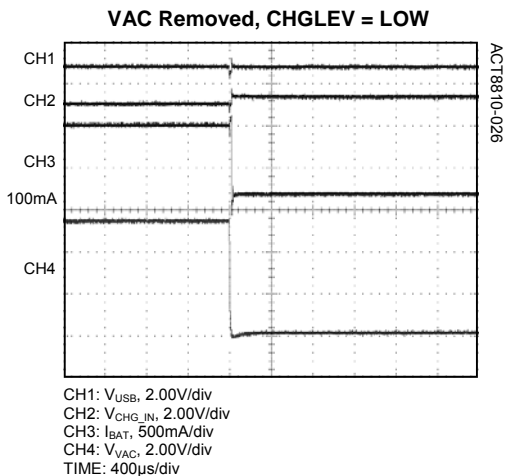 VAC Removed, CHGLEV = LOW
CH1
CH2
CH3
100mA
CH4
ACT8810-026
CH1: VUSB, 2.00V/div
CH2: VCHG_IN, 2.00V/div
CH3: IBAT, 500mA/div
CH4: VVAC, 2.00V/div
TIME: 400µs/div